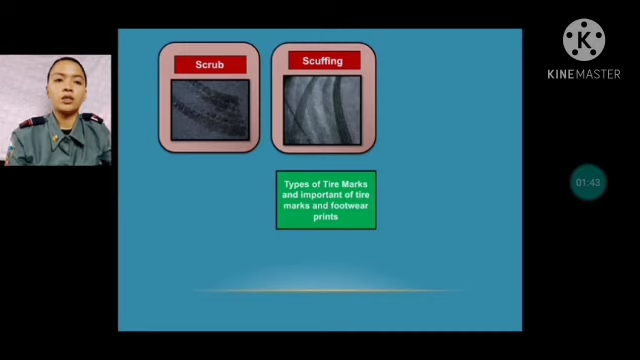 Scrub
Scuffing
K
KINEMASTER
Types of Tire Marks
and important of tire
marks and footwear
prints
01:43